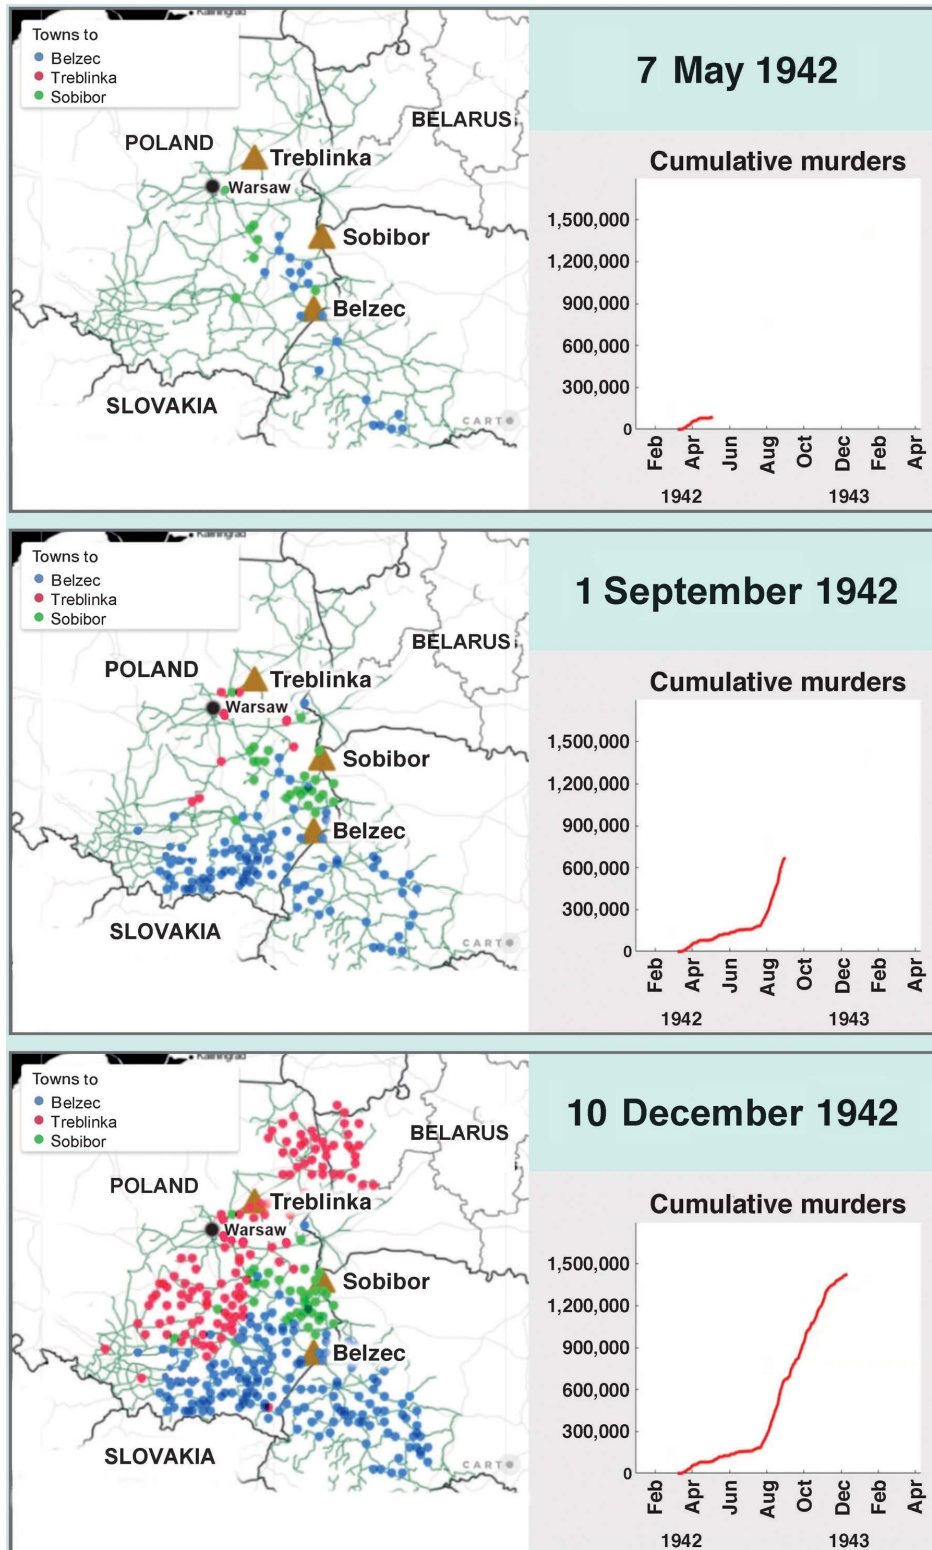 Kaliningrad
Towns to
Belzec
Treblinka
Sobibor
POLAND
BELARUS
Treblinka
Warsaw
Sobibor
Belzec
SLOVAKIA
CART
7 May 1942
Cumulative murders
1,500,000
1,200,000
900,000
600,000
300,000
0
Feb Apr Jun Aug Oct Dec Feb Apr
1942 1943
Kaliningrad
Towns to
Belzec
Treblinka
Sobibor
BELARUS
POLAND
Treblinka
Warsaw
Sobibor
Belzec
SLOVAKIA
CART
1 September 1942
Cumulative murders
1,500,000
1,200,000
900,000
600,000
300,000
0
Feb Apr Jun Aug Oct Dec Feb Apr
1942 1943
Kaliningrad
Towns to
Belzec
Treblinka
Sobibor
BELARUS
POLAND
Treblinka
Warsaw
Sobibor
Belzec
SLOVAKIA
CART
10 December 1942
Cumulative murders
1,500,000
1,200,000
900,000
600,000
300,000
0
Feb Apr Jun Aug Oct Dec Feb Apr
1942 1943